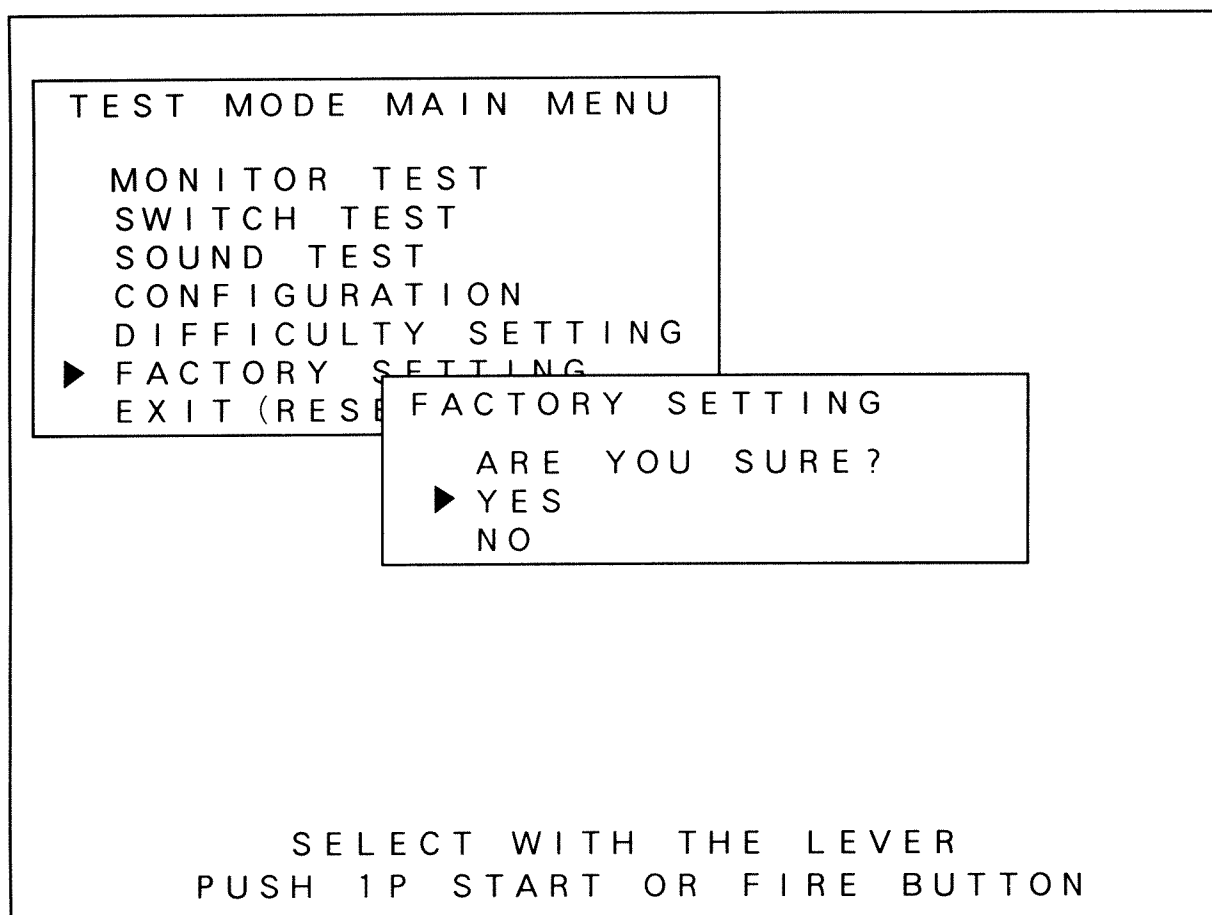 TEST MODE MAIN MENU
MONITOR TEST
SWITCH TEST
SOUND TEST
CONFIGURATION
DIFFICULTY SETTING
▶ FACTORY SETTING
EXIT (RESE
FACTORY SETTING
ARE YOU SURE?
▶ YES
NO
SELECT WITH THE LEVER
PUSH 1P START OR FIRE BUTTON